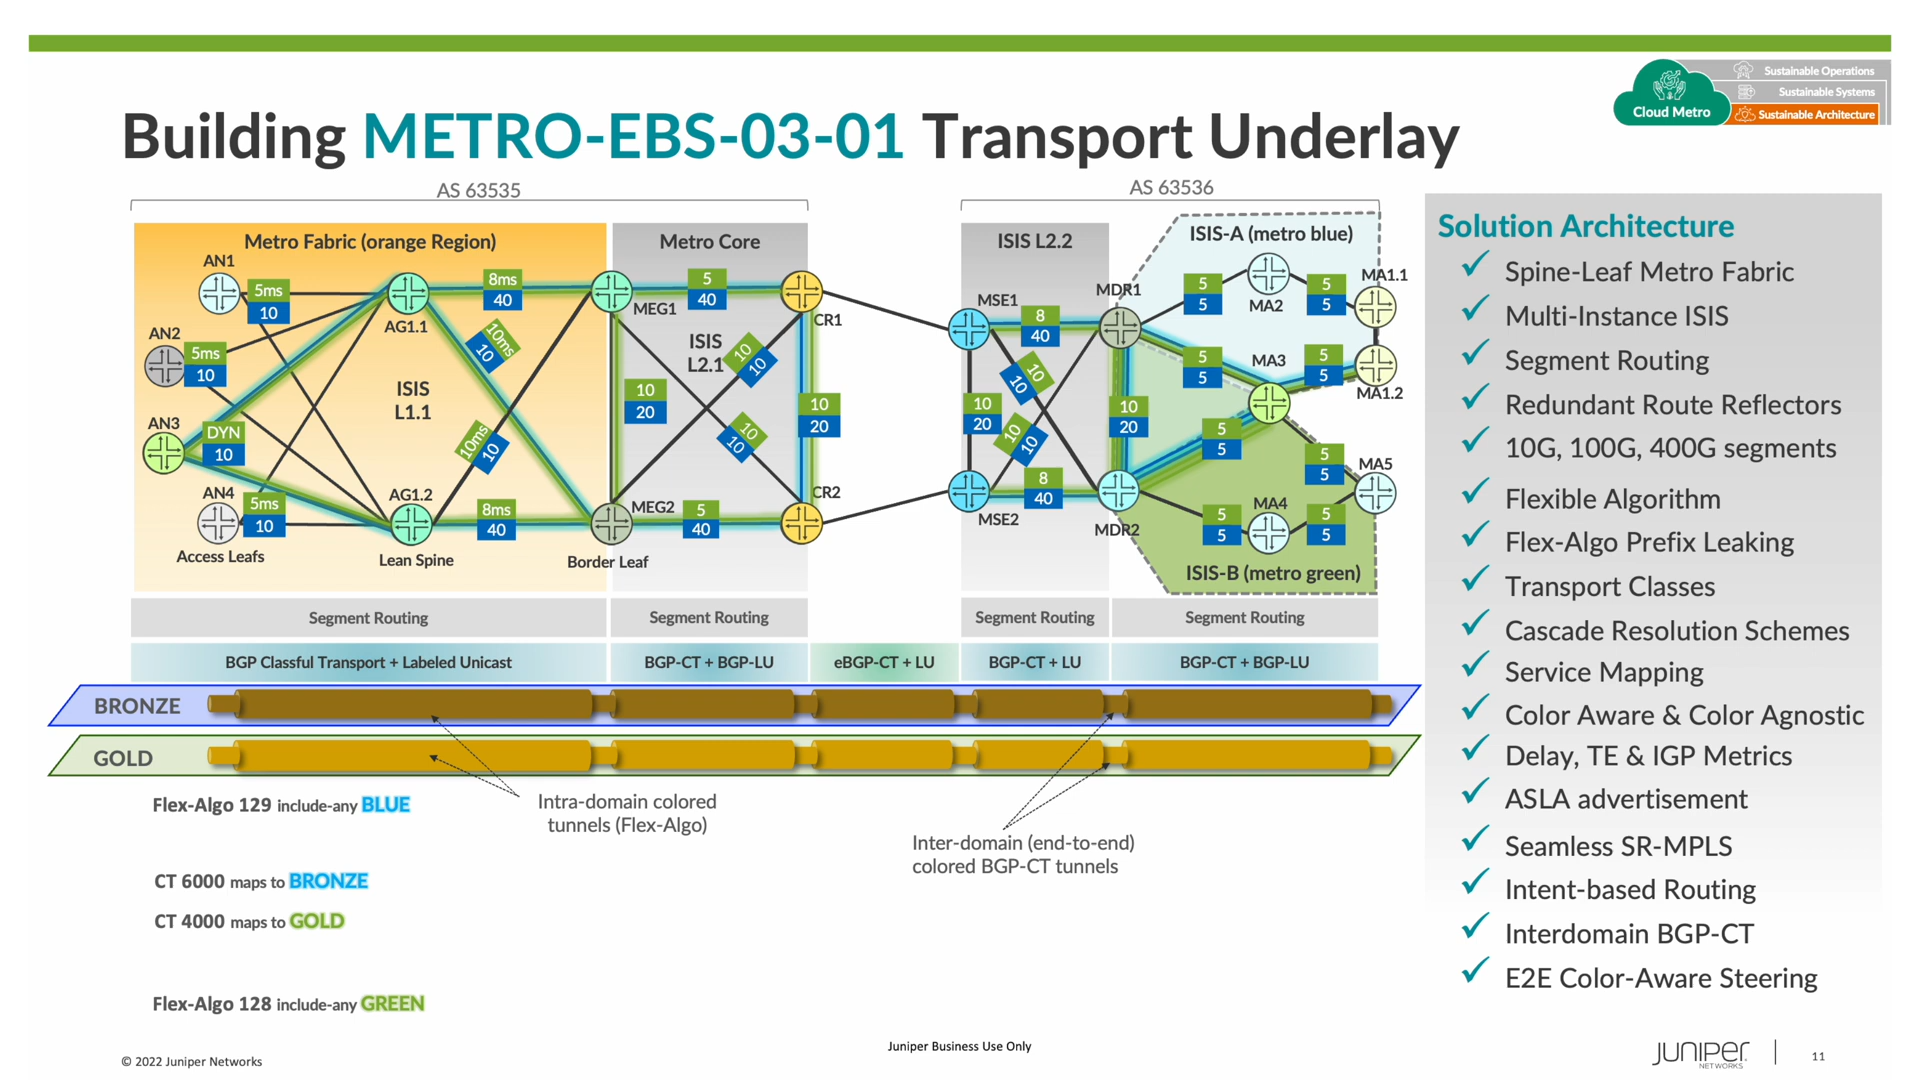 Sustainable Operations
Sustainable Systems
Sustainable Architecture
Cloud Metro
Building METRO-EBS-03-01 Transport Underlay
AS 63535
AS 63536
Metro Fabric (orange Region)
Metro Core
ISIS L2.2
ISIS-A (metro blue)
AN1
5ms
10
AN2
5ms
10
AN3
DYN
10
AN4
5ms
10
Access Leafs
AG1.1
ISIS
L1.1
AG1.2
Lean Spine
8ms
40
10ms
10
10ms
10
8ms
40
MEG1
MEG2
Border Leaf
5
40
ISIS
L2.1
10
20
10
10
10
10
5
40
CR1
10
20
CR2
MSE1
8
40
10
20
10
10
10
10
8
40
MSE2
MDR1
10
20
MDR2
5
5
MA2
5
5
MA1.1
5
5
MA3
5
5
MA1.2
5
5
5
5
MA5
5
5
MA4
5
5
ISIS-B (metro green)
Segment Routing
Segment Routing
Segment Routing
Segment Routing
BGP Classful Transport + Labeled Unicast
BGP-CT + BGP-LU
eBGP-CT + LU
BGP-CT + LU
BGP-CT + BGP-LU
BRONZE
GOLD
Flex-Algo 129 include-any BLUE
Intra-domain colored
tunnels (Flex-Algo)
Inter-domain (end-to-end)
colored BGP-CT tunnels
CT 6000 maps to BRONZE
CT 4000 maps to GOLD
Flex-Algo 128 include-any GREEN
Solution Architecture
✓ Spine-Leaf Metro Fabric
✓ Multi-Instance ISIS
✓ Segment Routing
✓ Redundant Route Reflectors
✓ 10G, 100G, 400G segments
✓ Flexible Algorithm
✓ Flex-Algo Prefix Leaking
✓ Transport Classes
✓ Cascade Resolution Schemes
✓ Service Mapping
✓ Color Aware & Color Agnostic
✓ Delay, TE & IGP Metrics
✓ ASLA advertisement
✓ Seamless SR-MPLS
✓ Intent-based Routing
✓ Interdomain BGP-CT
✓ E2E Color-Aware Steering
© 2022 Juniper Networks
Juniper Business Use Only
JUNIPER
NETWORKS
11